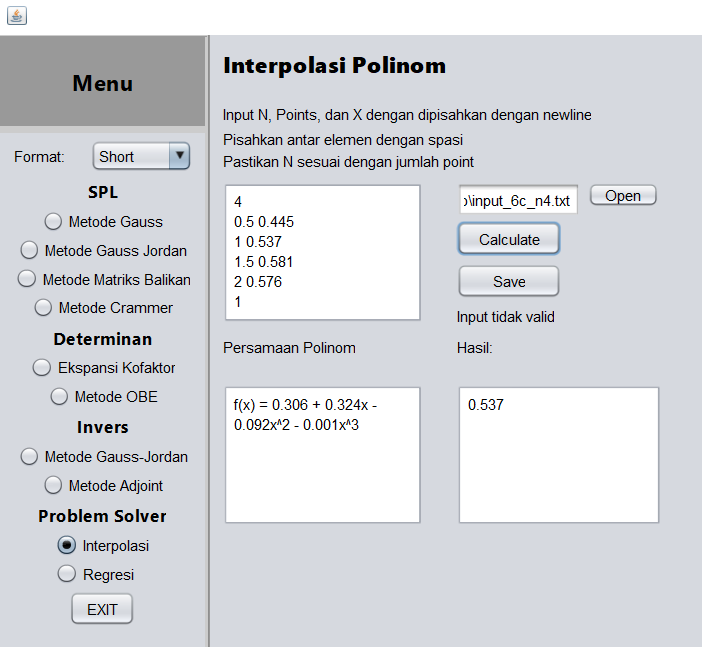 Menu
Format:
Short
SPL
Metode Gauss
Metode Gauss Jordan
Metode Matriks Balikan
Metode Crammer
Determinan
Ekspansi Kofaktor
Metode OBE
Invers
Metode Gauss-Jordan
Metode Adjoint
Problem Solver
Interpolasi
Regresi
EXIT
Interpolasi Polinom
Input N, Points, dan X dengan dipisahkan dengan newline
Pisahkan antar elemen dengan spasi
Pastikan N sesuai dengan jumlah point
4
0.5 0.445
1 0.537
1.5 0.581
2 0.576
1
\input_6c_n4.txt
Open
Calculate
Save
Input tidak valid
Persamaan Polinom
Hasil:
f(x) = 0.306 + 0.324x -
0.092x^2 - 0.001x^3
0.537